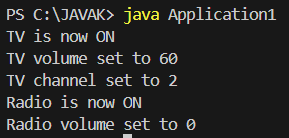 PS C:\JAVAK> java Application1
TV is now ON
TV volume set to 60
TV channel set to 2
Radio is now ON
Radio volume set to 0